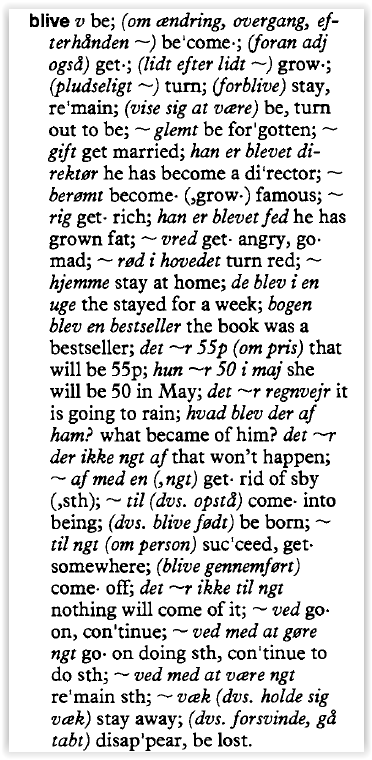 blive v be; (om ændring, overgang, ef-
terhånden ~) be'come·; (foran adj
også) get·; (lidt efter lidt ~) grow·;
(pludseligt ~) turn; (forblive) stay,
re'main; (vise sig at være) be, turn
out to be; ~ glemt be for'gotten; ~
gift get married; han er blevet di-
rektør he has become a di'rector; ~
berømt become· (,grow·) famous; ~
rig get· rich; han er blevet fed he has
grown fat; ~ vred get· angry, go·
mad; ~ rød i hovedet turn red; ~
hjemme stay at home; de blev i en
uge the stayed for a week; bogen
blev en bestseller the book was a
bestseller; det ~r 55p (om pris) that
will be 55p; hun ~r 50 i maj she
will be 50 in May; det ~r regnvejr it
is going to rain; hvad blev der af
ham? what became of him? det ~r
der ikke ngt af that won't happen;
~ af med en (,ngt) get· rid of sby
(,sth); ~ til (dvs. opstå) come· into
being; (dvs. blive født) be born; ~
til ngt (om person) suc'ceed, get·
somewhere; (blive gennemført)
come· off; det ~r ikke til ngt
nothing will come of it; ~ ved go·
on, con'tinue; ~ ved med at gøre
ngt go· on doing sth, con'tinue to
do sth; ~ ved med at være ngt
re'main sth; ~ væk (dvs. holde sig
væk) stay away; (dvs. forsvinde, gå
tabt) disap'pear, be lost.